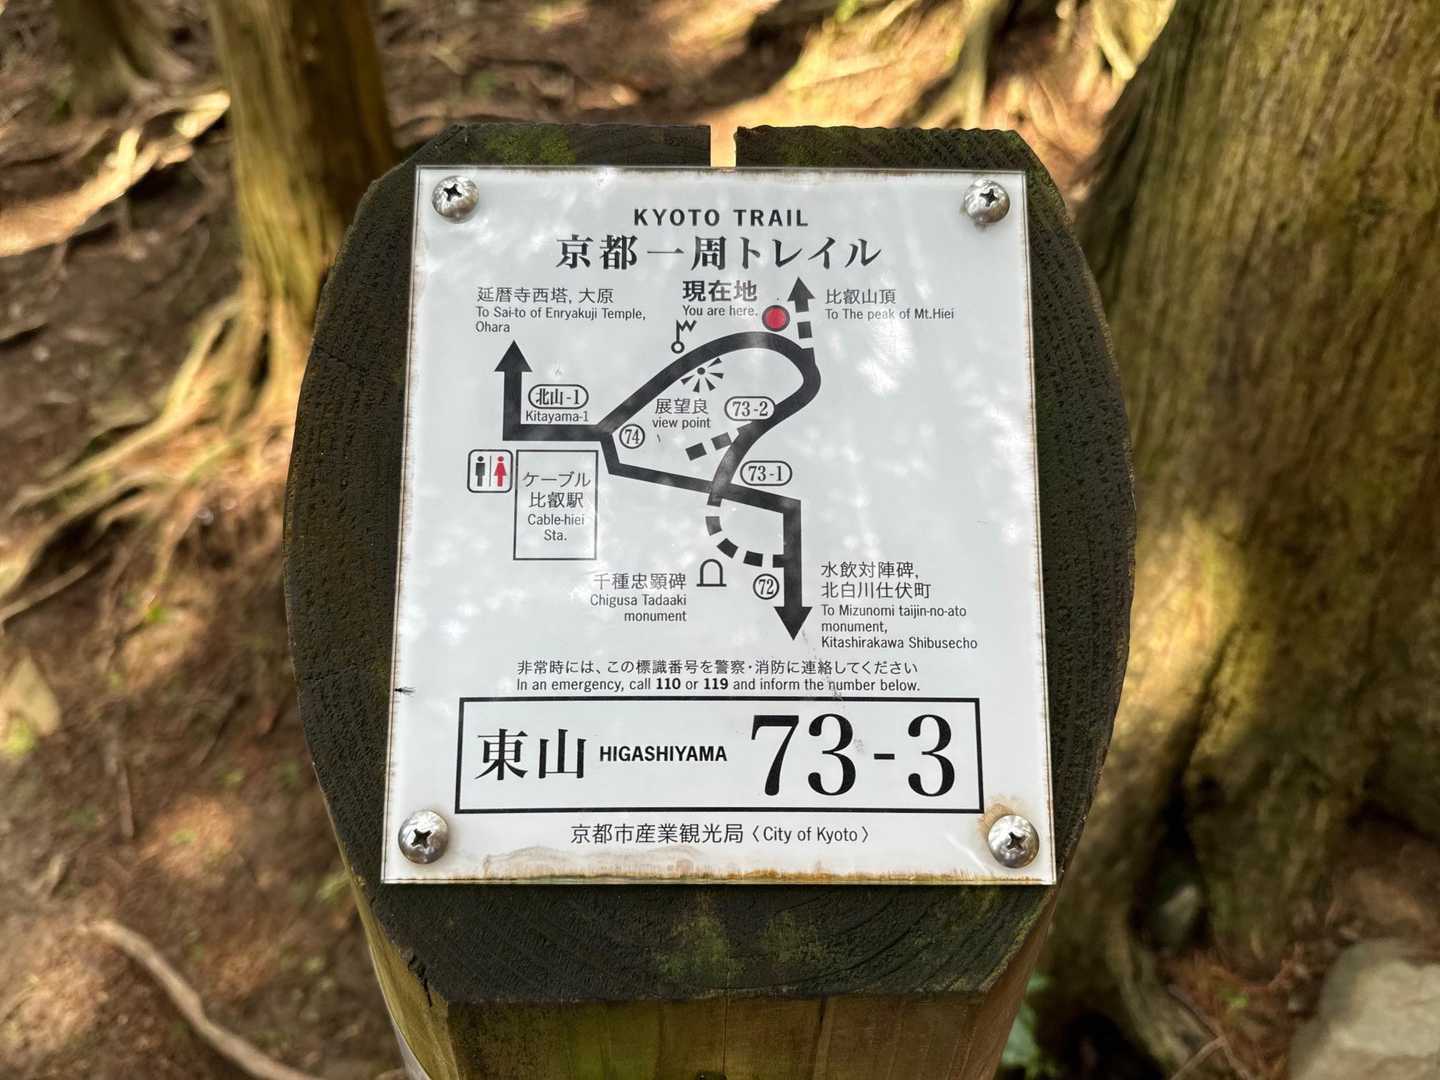 KYOTO TRAIL
京都一周トレイル
延暦寺西塔, 大原
To Sai-to of Enryakuji Temple,
Ohara
現在地
You are here.
比叡山頂
To The peak of Mt.Hiei
北山-1
Kitayama-1
展望良
view point
73-2
74
73-1
ケーブル
比叡駅
Cable-hiei
Sta.
千種忠顕碑
Chigusa Tadaaki
monument
72
水飲対陣碑,
北白川仕伏町
To Mizunomi taijin-no-ato
monument,
Kitashirakawa Shibusecho
非常時には、この標識番号を警察・消防に連絡してください
In an emergency, call 110 or 119 and inform the number below.
東山 HIGASHIYAMA 73-3
京都市産業観光局〈City of Kyoto〉